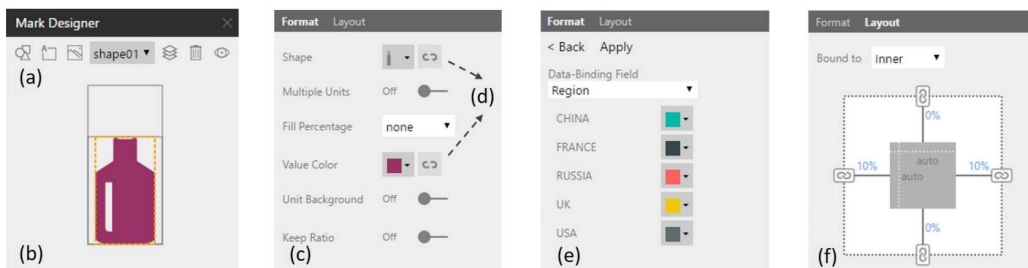 Mark Designer
shape01
(a)
(b)
Format Layout
Shape
Multiple Units Off
(d)
Fill Percentage none
Value Color
Unit Background Off
Keep Ratio Off
(c)
Format Layout
< Back Apply
Data-Binding Field
Region
CHINA
FRANCE
RUSSIA
UK
USA
(e)
Format Layout
Bound to Inner
0%
10% auto 10%
auto
0%
(f)